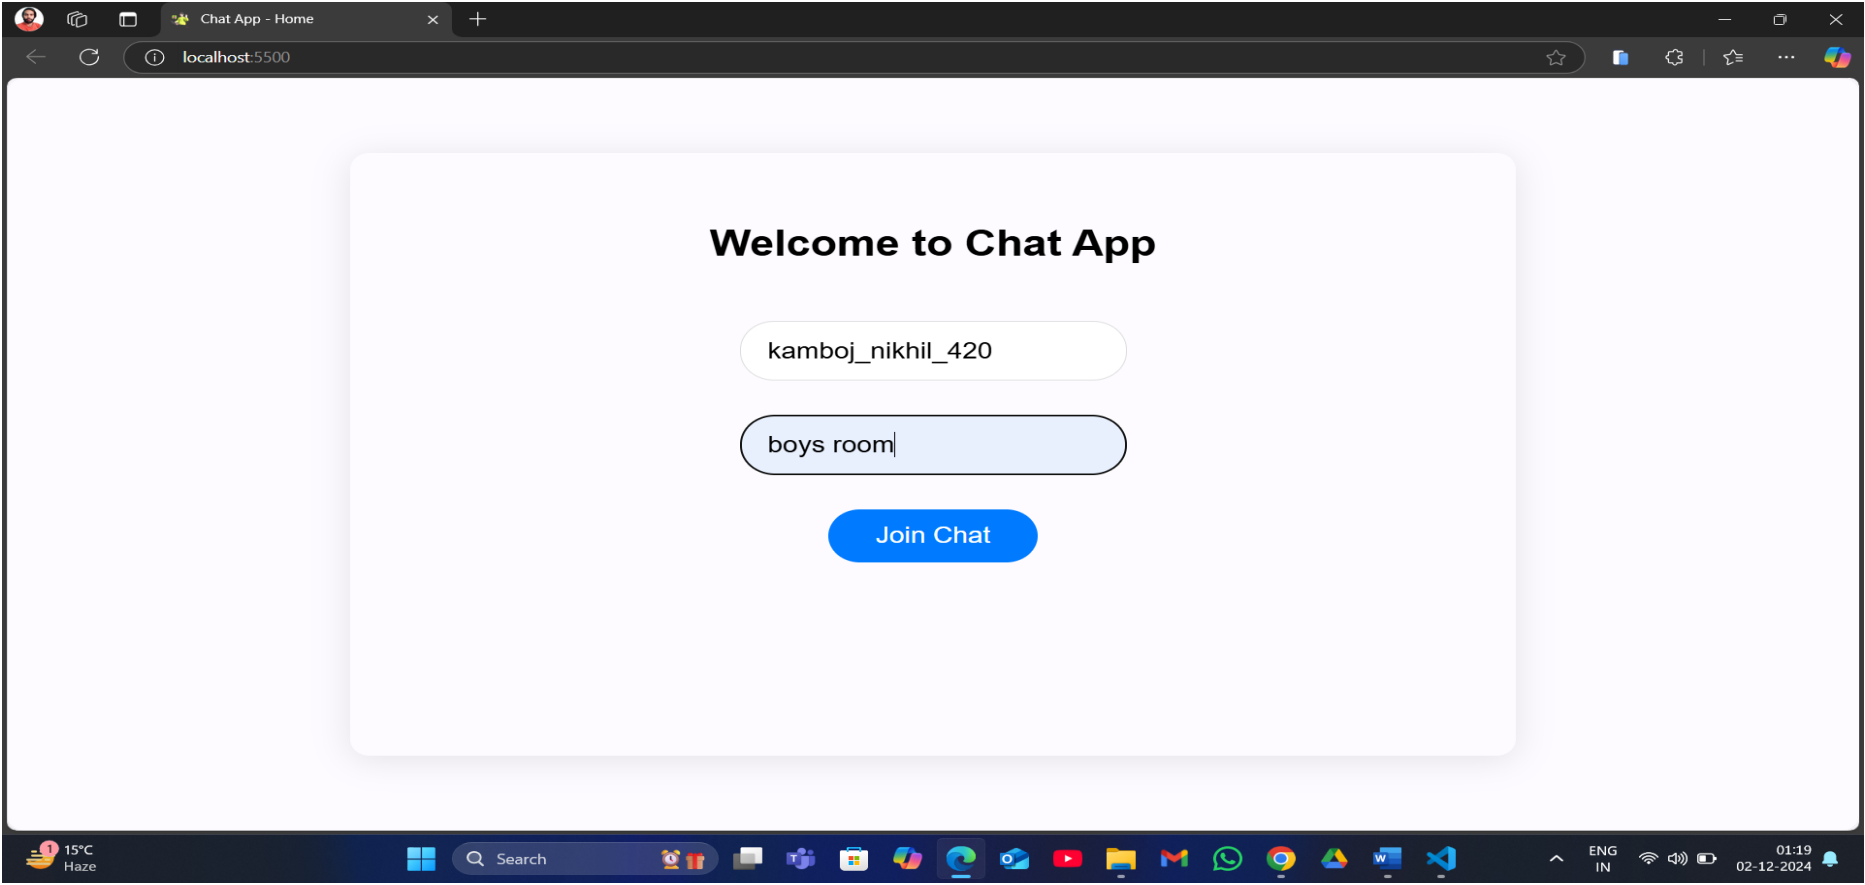 Chat App - Home
localhost:5500
Welcome to Chat App
kamboj_nikhil_420
boys room
Join Chat
1
15°C
Haze
Search
ENG
IN
01:19
02-12-2024